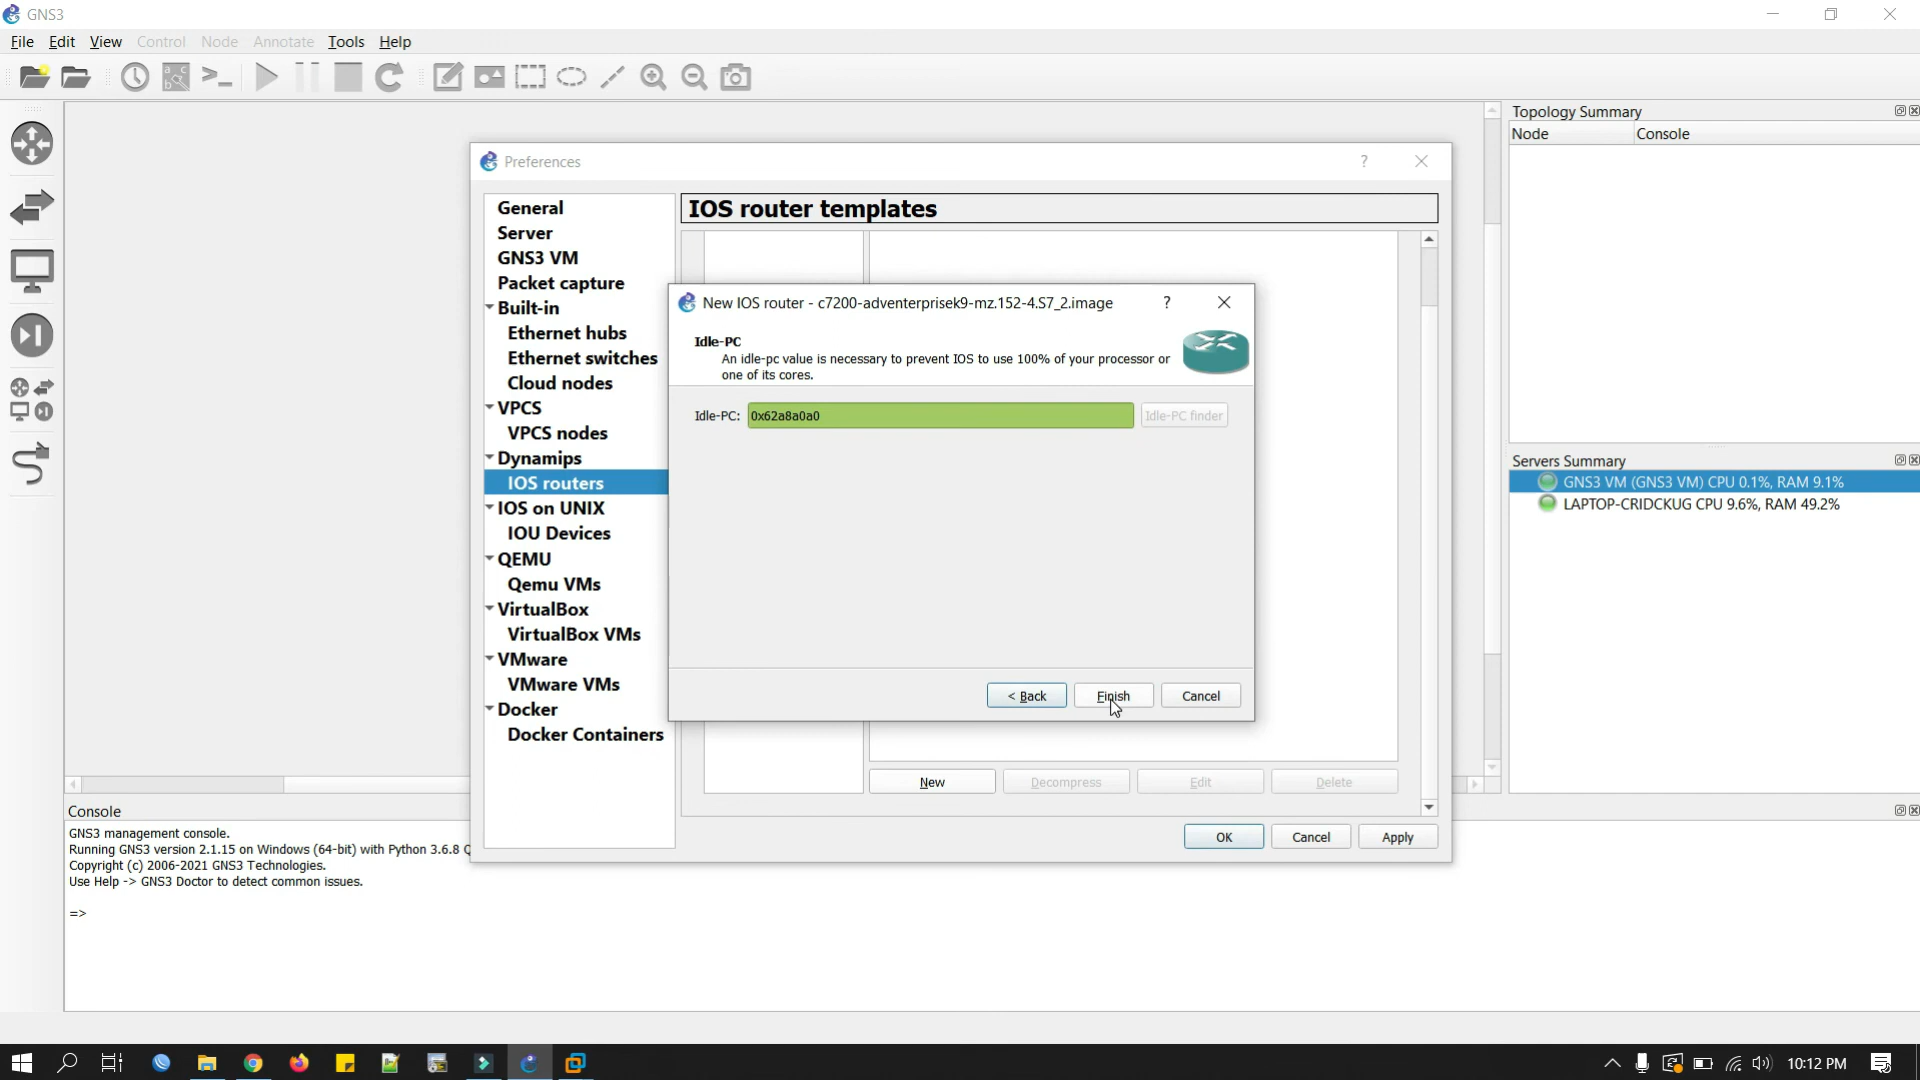 GNS3
File Edit View Control Node Annotate Tools Help
Topology Summary
Node Console
Preferences
?
General
Server
GNS3 VM
Packet capture
Built-in
Ethernet hubs
Ethernet switches
Cloud nodes
VPCS
VPCS nodes
Dynamips
IOS routers
IOS on UNIX
IOU Devices
QEMU
Qemu VMs
VirtualBox
VirtualBox VMs
VMware
VMware VMs
Docker
Docker Containers
IOS router templates
New IOS router - c7200-adventerprisek9-mz.152-4.S7_2.image
?
Idle-PC
An idle-pc value is necessary to prevent IOS to use 100% of your processor or
one of its cores.
Idle-PC: 0x62a8a0a0 Idle-PC finder
< Back Finish Cancel
New Decompress Edit Delete
OK Cancel Apply
Servers Summary
GNS3 VM (GNS3 VM) CPU 0.1%, RAM 9.1%
LAPTOP-CRIDCKUG CPU 9.6%, RAM 49.2%
Console
GNS3 management console.
Running GNS3 version 2.1.15 on Windows (64-bit) with Python 3.6.8 Q
Copyright (c) 2006-2021 GNS3 Technologies.
Use Help -> GNS3 Doctor to detect common issues.
=>
10:12 PM